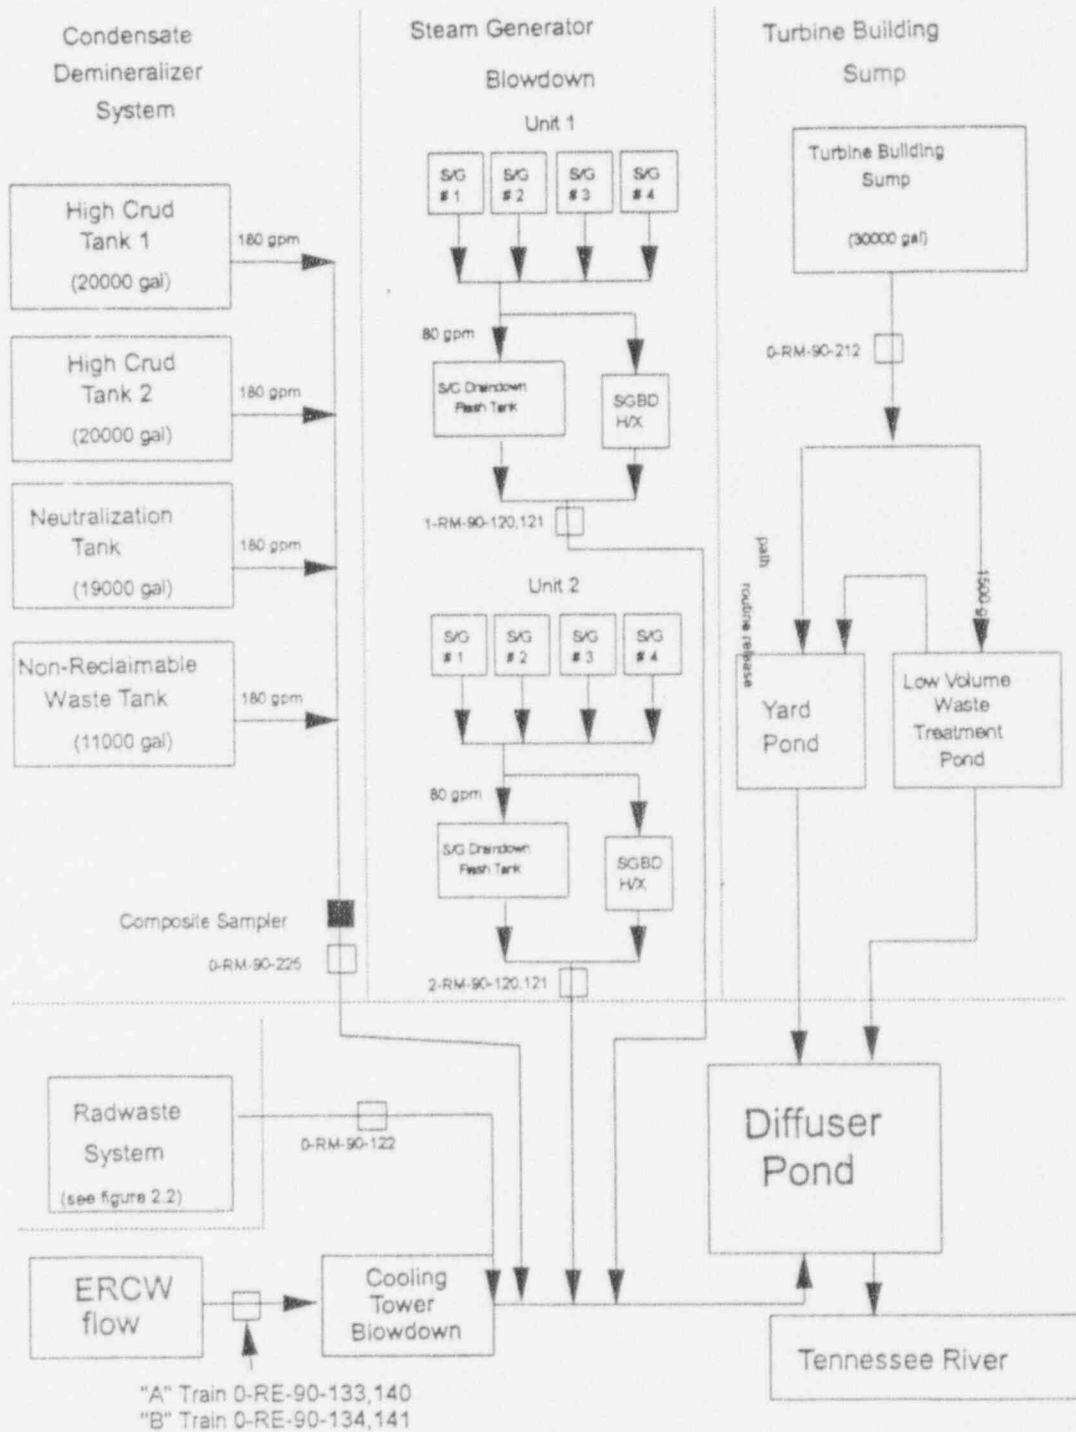 Condensate
Demineralizer
System
High Crud
Tank 1
(20000 gal)
180 gpm
High Crud
Tank 2
(20000 gal)
180 gpm
Neutralization
Tank
(19000 gal)
180 gpm
Non-Reclaimable
Waste Tank
(11000 gal)
180 gpm
Composite Sampler
0-RM-90-225
Steam Generator
Blowdown
Unit 1
S/G
# 1
S/G
# 2
S/G
# 3
S/G
# 4
80 gpm
S/G Draindown
Flash Tank
SGBD
H/X
1-RM-90-120,121
Unit 2
S/G
# 1
S/G
# 2
S/G
# 3
S/G
# 4
80 gpm
S/G Draindown
Flash Tank
SGBD
H/X
2-RM-90-120,121
Turbine Building
Sump
Turbine Building
Sump
(30000 gal)
0-RM-90-212
path
routine release
1500
Yard
Pond
Low Volume
Waste
Treatment
Pond
Radwaste
System
(see figure 2.2)
0-RM-90-122
Diffuser
Pond
ERCW
flow
Cooling
Tower
Blowdown
Tennessee River
"A" Train 0-RE-90-133,140
"B" Train 0-RE-90-134,141